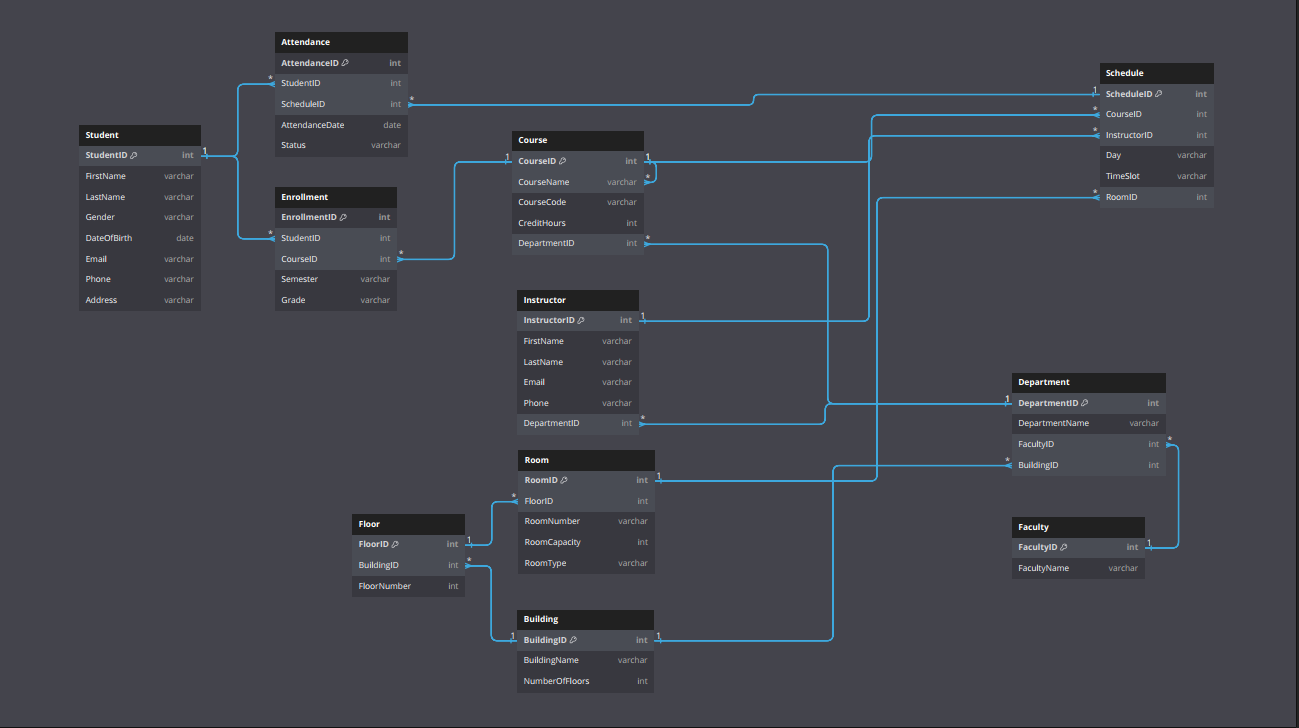 Attendance
AttendanceID int
StudentID int
ScheduleID int
AttendanceDate date
Status varchar
Schedule
ScheduleID int
CourseID int
InstructorID int
Day varchar
TimeSlot varchar
RoomID int
Student
StudentID int
FirstName varchar
LastName varchar
Gender varchar
DateOfBirth date
Email varchar
Phone varchar
Address varchar
Course
CourseID int
CourseName varchar
CourseCode varchar
CreditHours int
DepartmentID int
Enrollment
EnrollmentID int
StudentID int
CourseID int
Semester varchar
Grade varchar
Instructor
InstructorID int
FirstName varchar
LastName varchar
Email varchar
Phone varchar
DepartmentID int
Department
DepartmentID int
DepartmentName varchar
FacultyID int
BuildingID int
Room
RoomID int
FloorID int
RoomNumber varchar
RoomCapacity int
RoomType varchar
Floor
FloorID int
BuildingID int
FloorNumber int
Faculty
FacultyID int
FacultyName varchar
Building
BuildingID int
BuildingName varchar
NumberOfFloors int
1
*
*
*
1
*
*
*
1
1
*
*
*
1
*
1
*
1
*
1
*
1
*
1
1